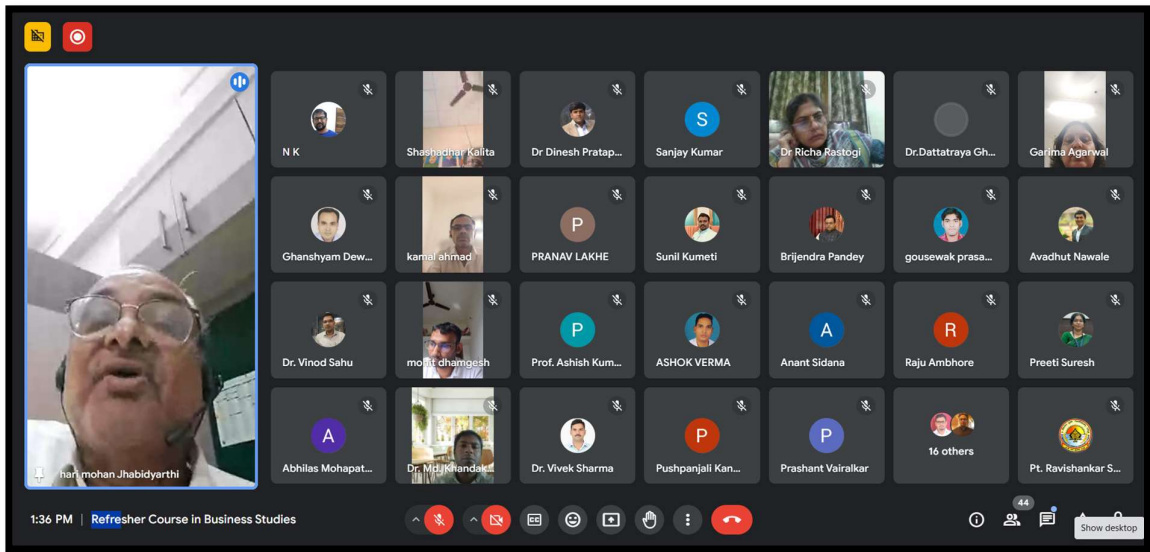 hari mohan Jhabidyarthi
N K
Shashadhar Kalita
Dr Dinesh Pratap...
S
Sanjay Kumar
Dr Richa Rastogi
Dr.Dattatraya Gh...
Garima Agarwal
Ghanshyam Dew...
kamal ahmad
P
PRANAV LAKHE
Sunil Kumeti
Brijendra Pandey
gousewak prasa...
Avadhut Nawale
Dr. Vinod Sahu
mohit dhamgesh
P
Prof. Ashish Kum...
ASHOK VERMA
A
Anant Sidana
R
Raju Ambhore
Preeti Suresh
A
Abhilas Mohapat...
Dr. Md. Khandak...
Dr. Vivek Sharma
P
Pushpanjali Kan...
P
Prashant Vairalkar
16 others
Pt. Ravishankar S...
1:36 PM | Refresher Course in Business Studies
CC
44
Show desktop